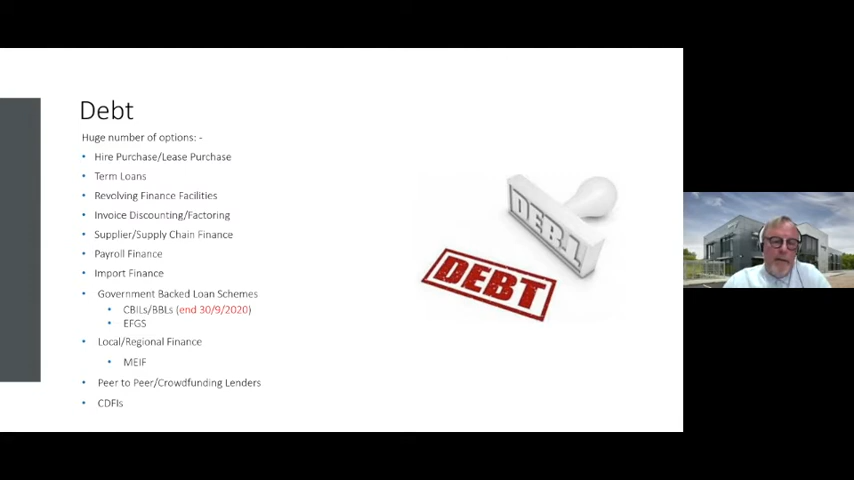 Debt
Huge number of options: -
• Hire Purchase/Lease Purchase
• Term Loans
• Revolving Finance Facilities
• Invoice Discounting/Factoring
• Supplier/Supply Chain Finance
• Payroll Finance
• Import Finance
• Government Backed Loan Schemes
• CBILs/BBLs (end 30/9/2020)
• EFGS
• Local/Regional Finance
• MEIF
• Peer to Peer/Crowdfunding Lenders
• CDFIs
DEBT
DEBT